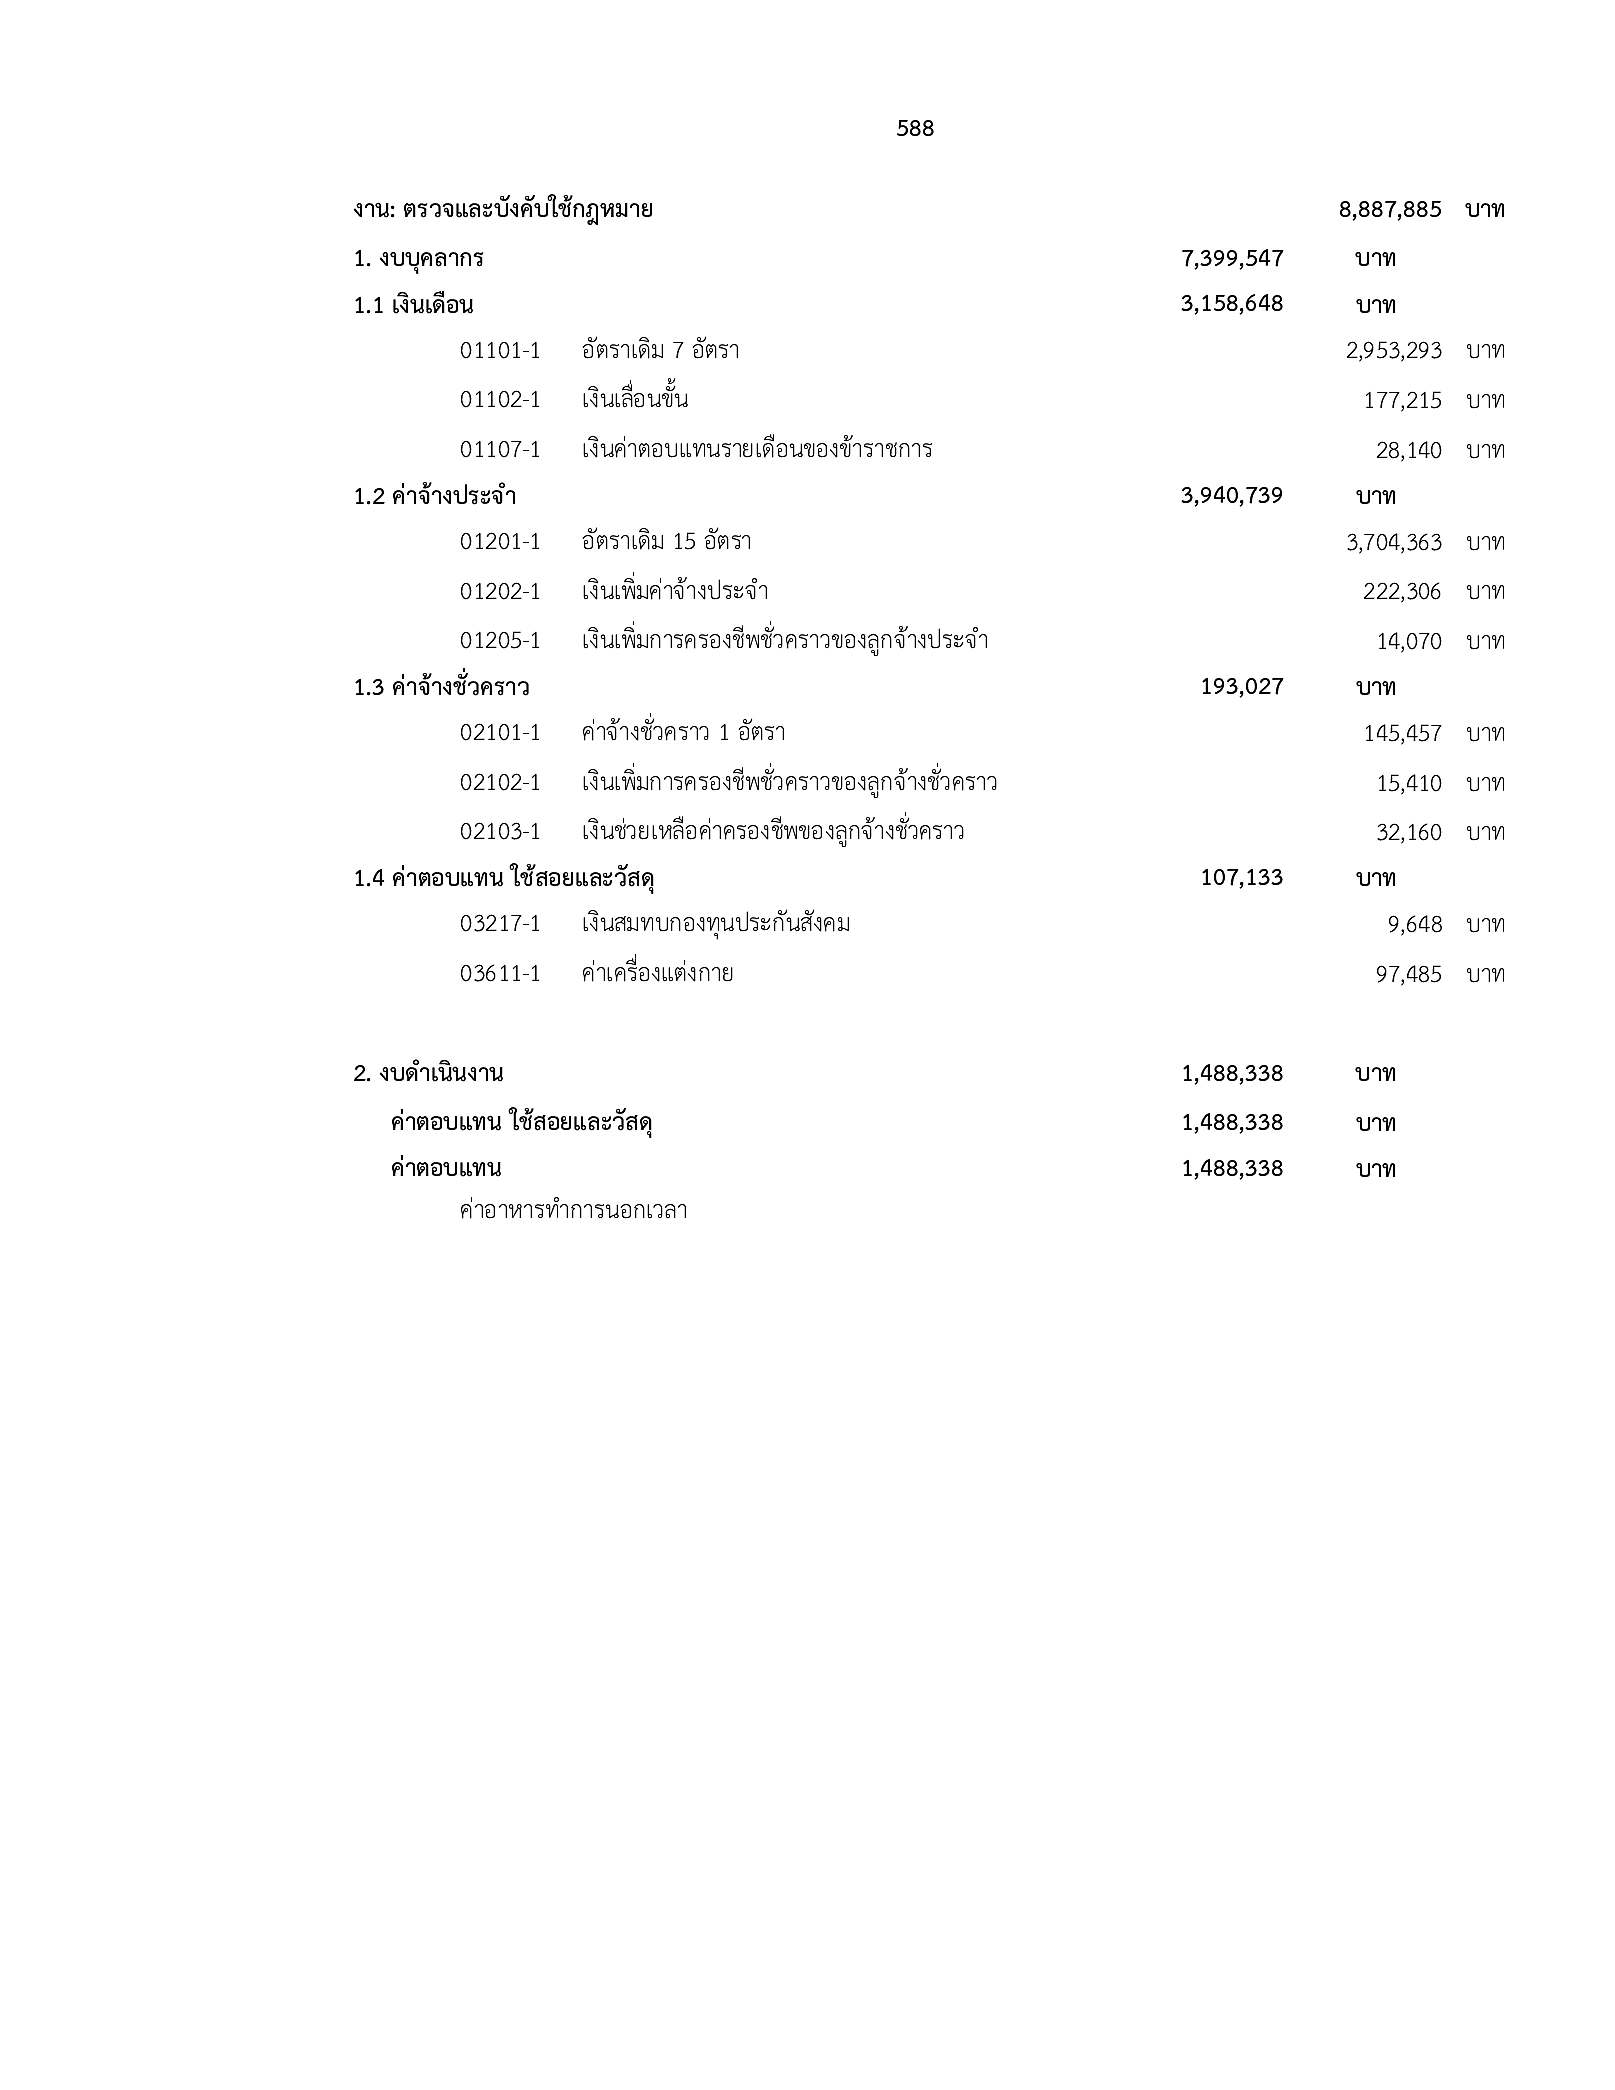 588
งาน: ตรวจและบังคับใช้กฎหมาย 8,887,885 บาท
1. งบบุคลากร 7,399,547 บาท
1.1 เงินเดือน 3,158,648 บาท
01101-1 อัตราเดิม 7 อัตรา 2,953,293 บาท
01102-1 เงินเลื่อนขั้น 177,215 บาท
01107-1 เงินค่าตอบแทนรายเดือนของข้าราชการ 28,140 บาท
1.2 ค่าจ้างประจำ 3,940,739 บาท
01201-1 อัตราเดิม 15 อัตรา 3,704,363 บาท
01202-1 เงินเพิ่มค่าจ้างประจำ 222,306 บาท
01205-1 เงินเพิ่มการครองชีพชั่วคราวของลูกจ้างประจำ 14,070 บาท
1.3 ค่าจ้างชั่วคราว 193,027 บาท
02101-1 ค่าจ้างชั่วคราว 1 อัตรา 145,457 บาท
02102-1 เงินเพิ่มการครองชีพชั่วคราวของลูกจ้างชั่วคราว 15,410 บาท
02103-1 เงินช่วยเหลือค่าครองชีพของลูกจ้างชั่วคราว 32,160 บาท
1.4 ค่าตอบแทน ใช้สอยและวัสดุ 107,133 บาท
03217-1 เงินสมทบกองทุนประกันสังคม 9,648 บาท
03611-1 ค่าเครื่องแต่งกาย 97,485 บาท
2. งบดำเนินงาน 1,488,338 บาท
ค่าตอบแทน ใช้สอยและวัสดุ 1,488,338 บาท
ค่าตอบแทน 1,488,338 บาท
ค่าอาหารทำการนอกเวลา